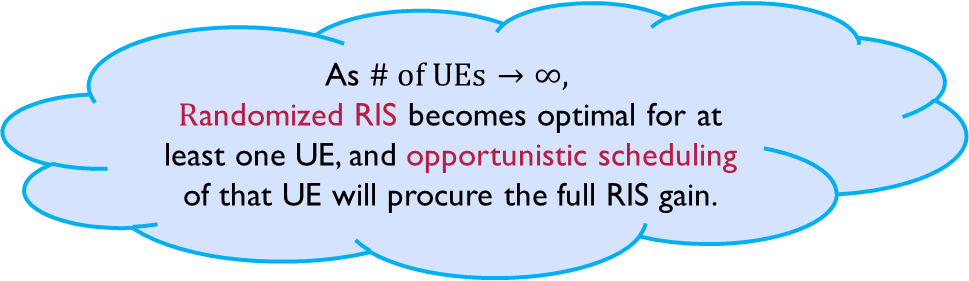 As # of UEs → ∞,
Randomized RIS becomes optimal for at
least one UE, and opportunistic scheduling
of that UE will procure the full RIS gain.